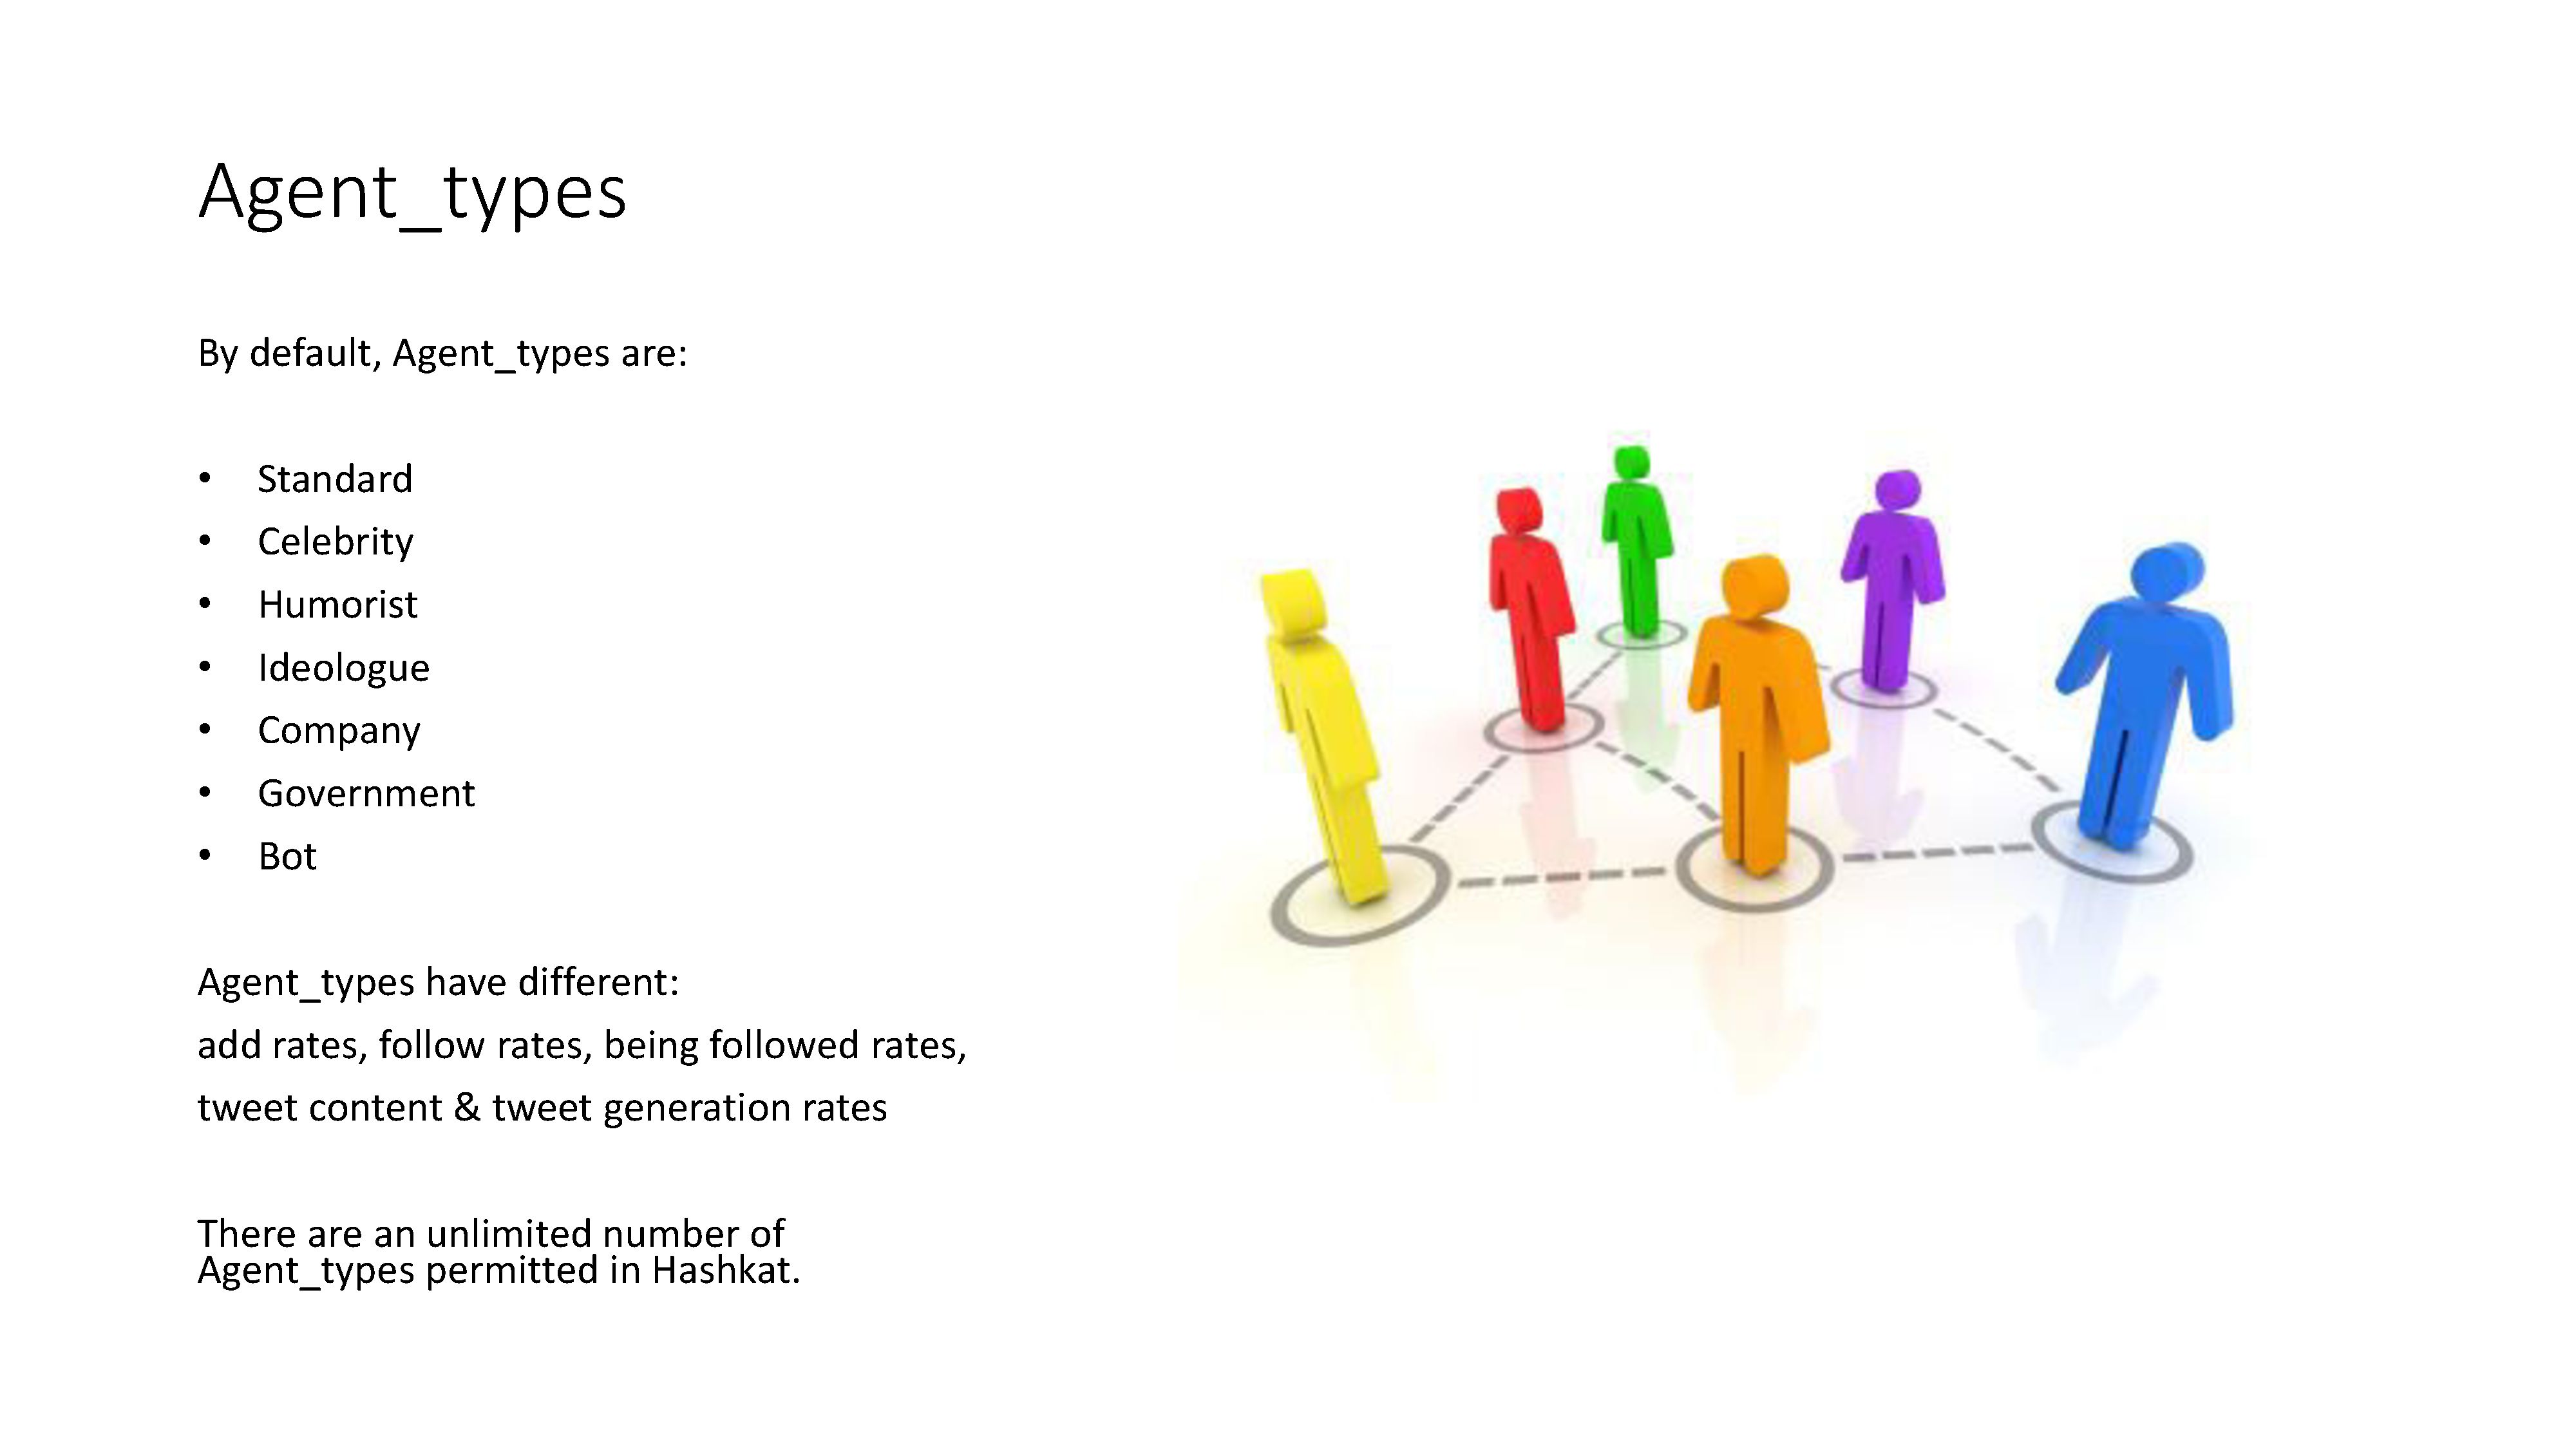 Agent_types
By default, Agent_types are:
• Standard
• Celebrity
• Humorist
• Ideologue
• Company
• Government
• Bot
Agent_types have different:
add rates, follow rates, being followed rates,
tweet content & tweet generation rates
There are an unlimited number of
Agent_types permitted in Hashkat.